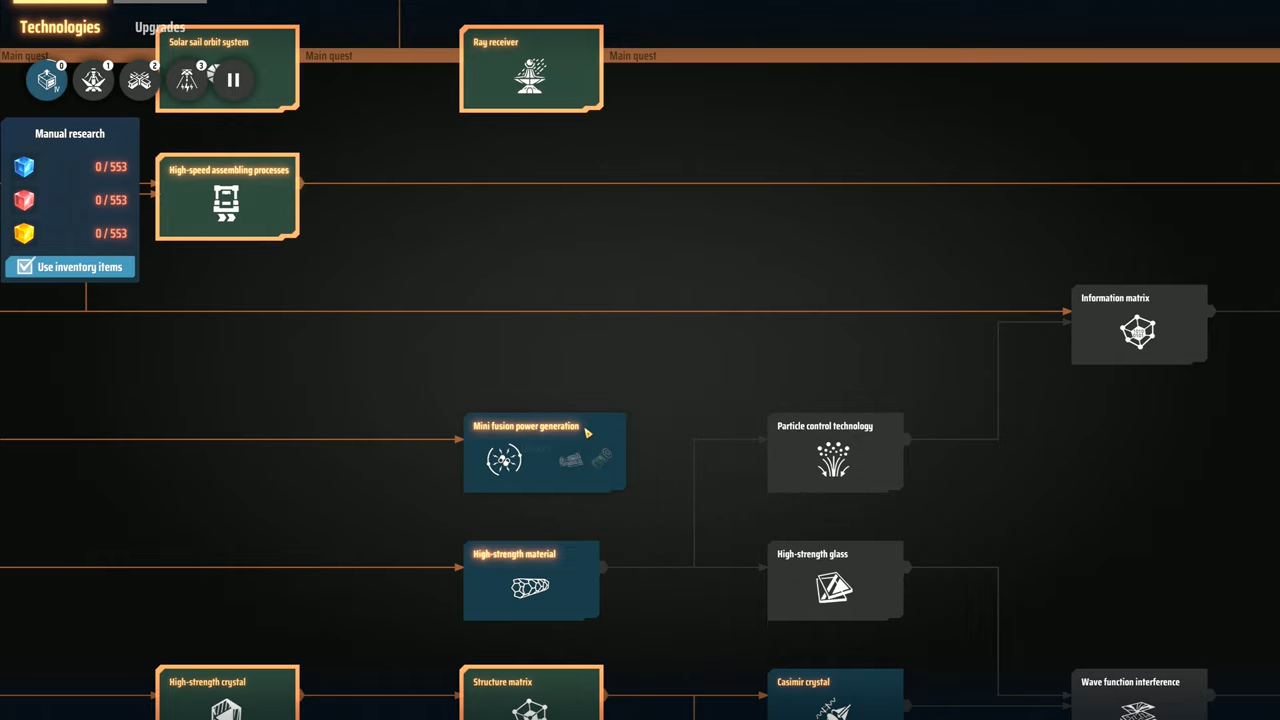 Technologies
Upgrades
Solar sail orbit system
Ray receiver
Main quest
Main quest
Main quest
0
1
2
3
IV
Manual research
0 / 553
0 / 553
0 / 553
Use inventory items
High-speed assembling processes
Information matrix
Mini fusion power generation
Particle control technology
High-strength material
High-strength glass
High-strength crystal
Structure matrix
Casimir crystal
Wave function interference